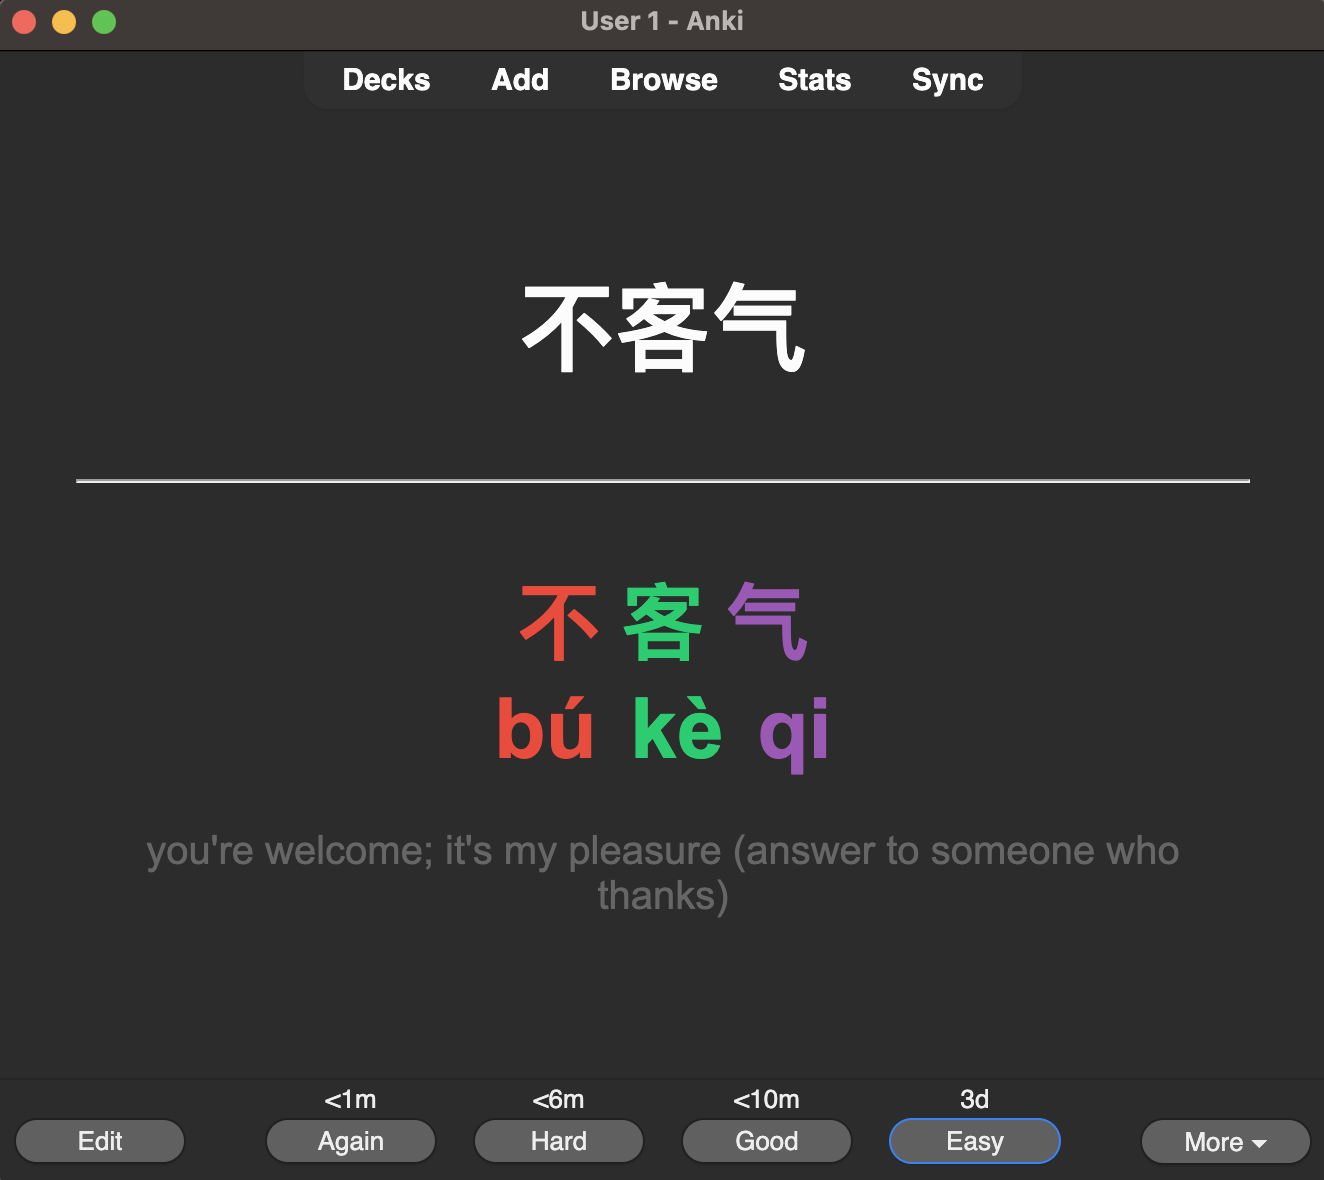 User 1 - Anki
Decks Add Browse Stats Sync
不客气
不 客 气
bú kè qi
you're welcome; it's my pleasure (answer to someone who
thanks)
<1m <6m <10m 3d
Edit Again Hard Good Easy More